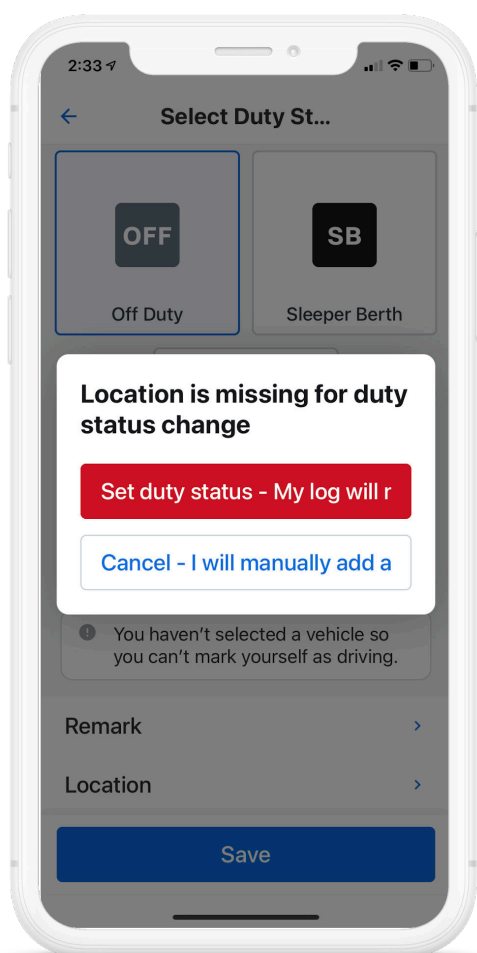 2:33
Select Duty St...
OFF
SB
Off Duty
Sleeper Berth
Location is missing for duty
status change
Set duty status - My log will r
Cancel - I will manually add a
You haven't selected a vehicle so
you can't mark yourself as driving.
Remark
Location
Save